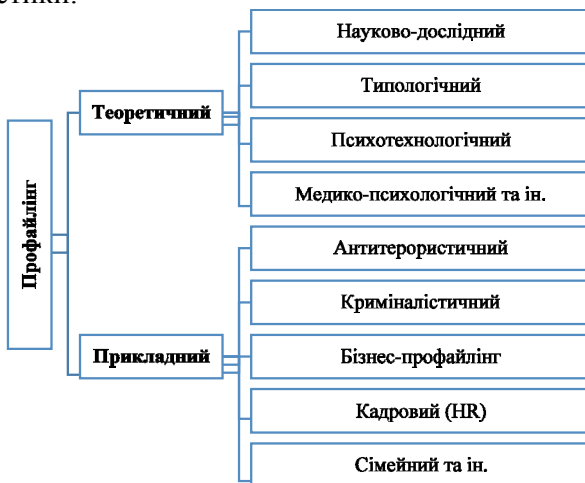 Профайлінг
Теоретичний
Науково-дослідний
Типологічний
Психотехнологічний
Медико-психологічний та ін.
Прикладний
Антитерористичний
Криміналістичний
Бізнес-профайлінг
Кадровий (HR)
Сімейний та ін.